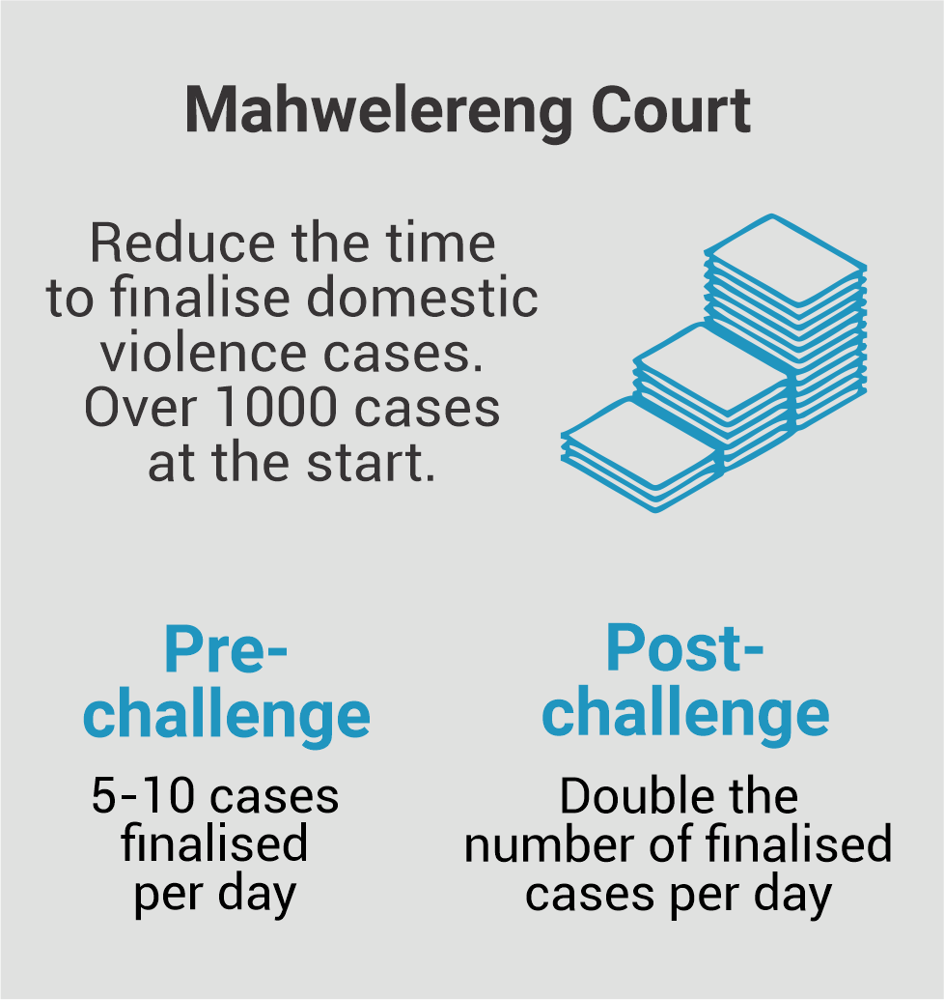 Mahwelereng Court
Reduce the time
to finalise domestic
violence cases.
Over 1000 cases
at the start.
Pre-
challenge
5-10 cases
finalised
per day
Post-
challenge
Double the
number of finalised
cases per day